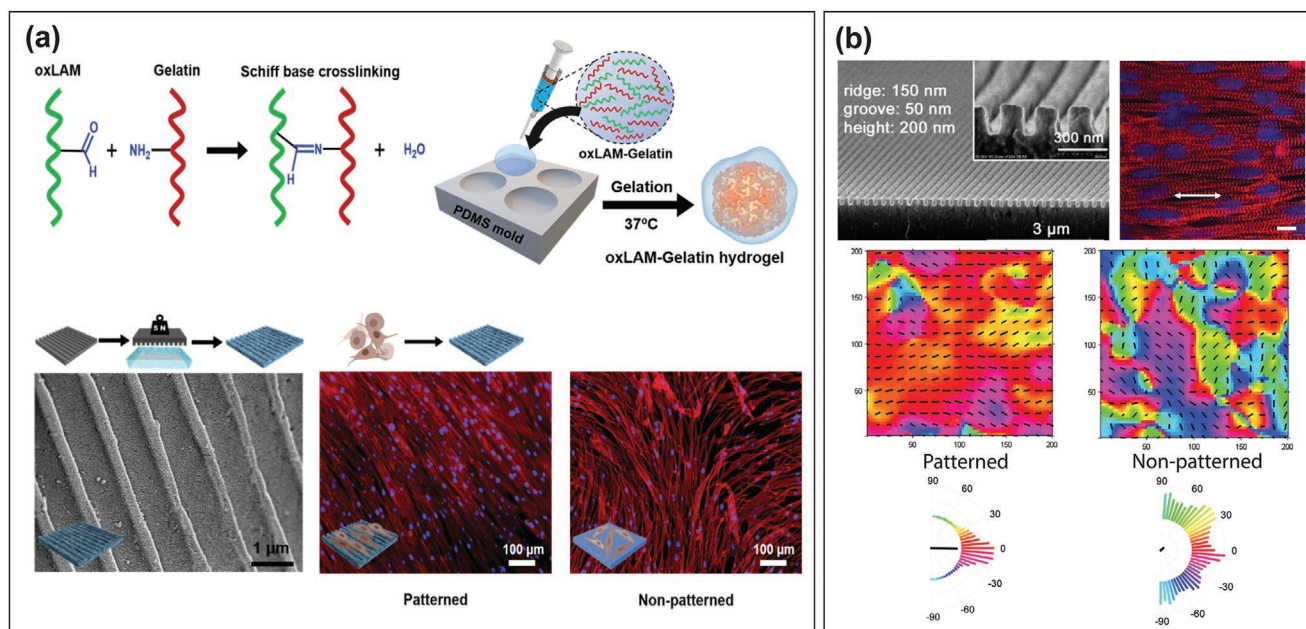 (a)
oxLAM
Gelatin
Schiff base crosslinking
O
H
+
NH₂
N
H
+
H₂O
oxLAM-Gelatin
PDMS mold
Gelation
37ºC
oxLAM-Gelatin hydrogel
5 N
1 µm
100 µm
100 µm
Patterned
Non-patterned
(b)
ridge: 150 nm
groove: 50 nm
height: 200 nm
300 nm
3 µm
200
150
100
50
50
100
150
200
Patterned
200
150
100
50
50
100
150
200
Non-patterned
90
60
30
0
-30
-60
-90
90
60
30
0
-30
-60
-90